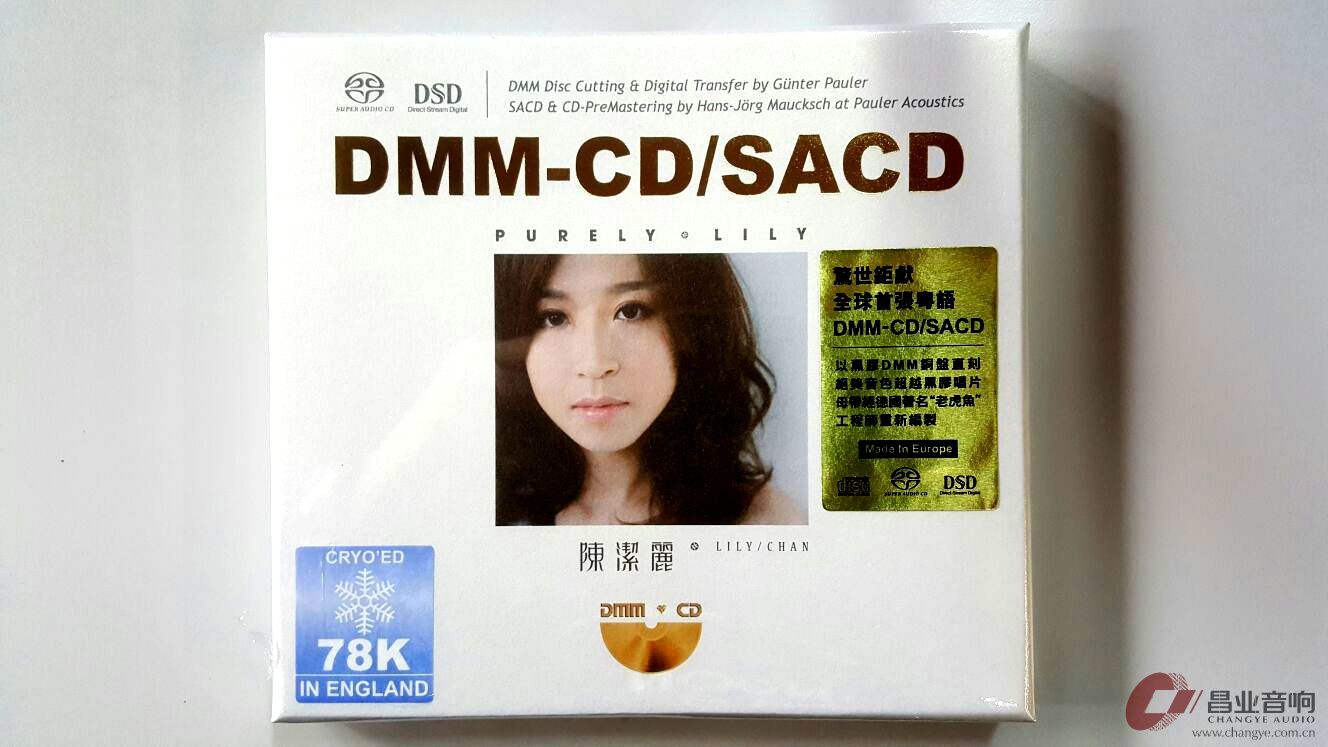 SUPER AUDIO CD
DSD
Direct Stream Digital
DMM Disc Cutting & Digital Transfer by Günter Pauler
SACD & CD-PreMastering by Hans-Jörg Maucksch at Pauler Acoustics
DMM-CD/SACD
PURELY LILY
驚世鉅獻
全球首張粵語
DMM-CD/SACD
以黑膠DMM銅盤直刻
絕美音色超越黑膠唱片
母帶經德國著名“老虎魚”
工程師重新編製
Made In Europe
disc
SUPER AUDIO CD
DSD
Direct Stream Digital
陳潔麗 LILY/CHAN
DMM CD
CRYO'ED
78K
IN ENGLAND
昌业音响
CHANGYE AUDIO
www.changye.com.cn